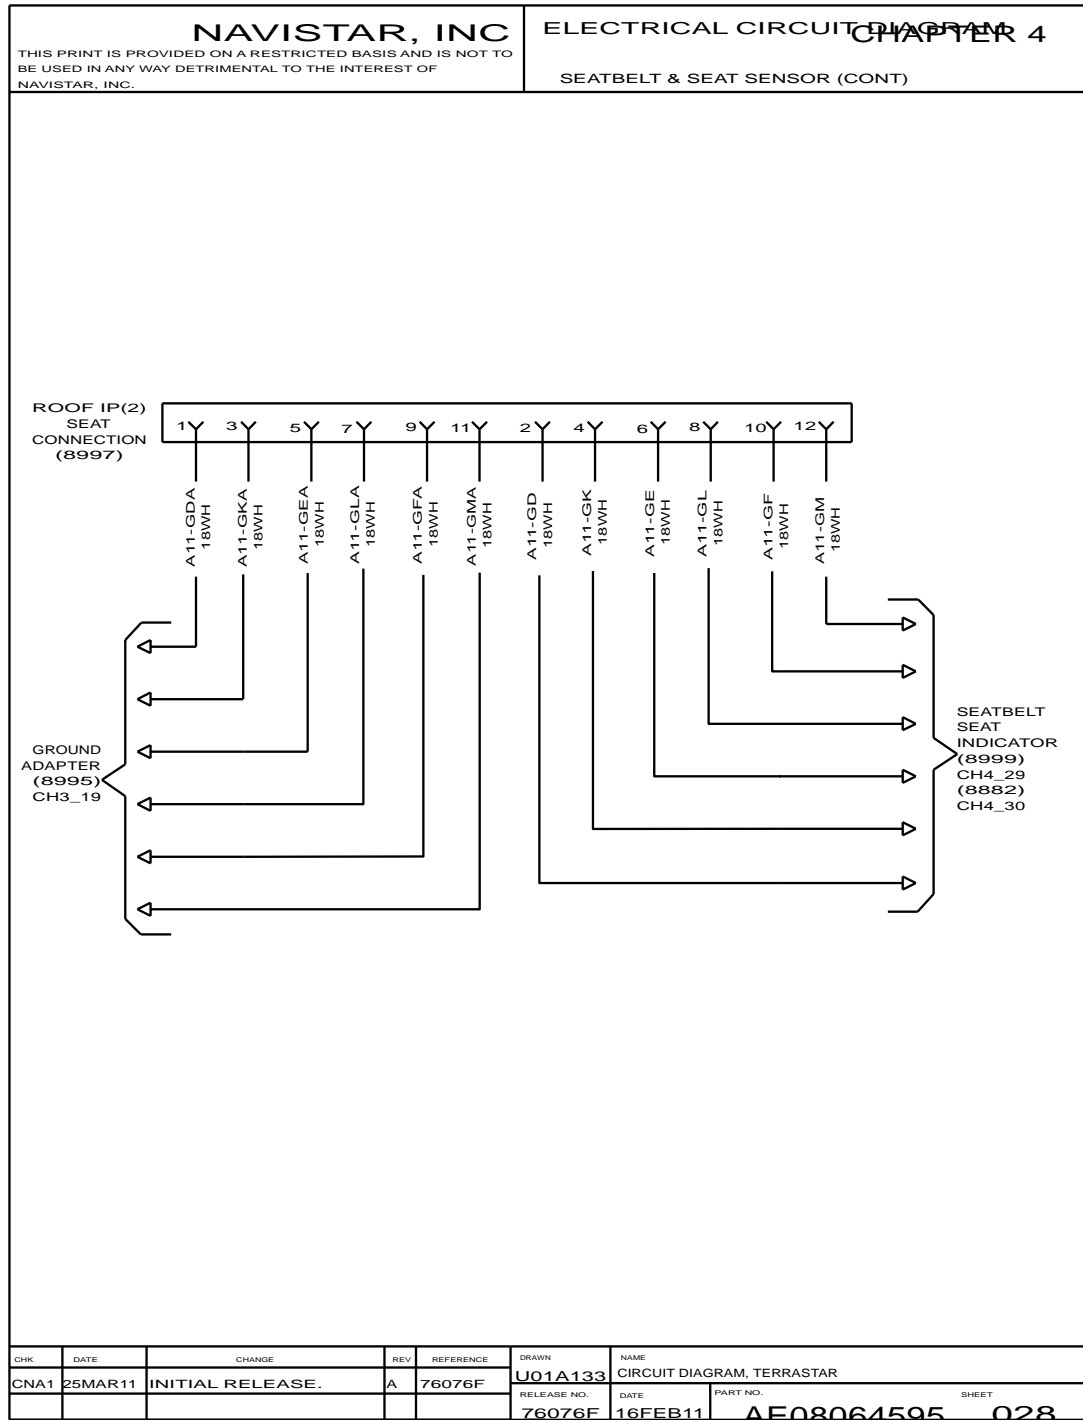 NAVISTAR, INC
THIS PRINT IS PROVIDED ON A RESTRICTED BASIS AND IS NOT TO
BE USED IN ANY WAY DETRIMENTAL TO THE INTEREST OF
NAVISTAR, INC.
ELECTRICAL CIRCUIT DIAGRAM
CHAPTER 4
SEATBELT & SEAT SENSOR (CONT)
ROOF IP(2)
SEAT
CONNECTION
(8997)
1 3 5 7 9 11 2 4 6 8 10 12
A11-GDA
18WH
A11-GKA
18WH
A11-GEA
18WH
A11-GLA
18WH
A11-GFA
18WH
A11-GMA
18WH
A11-GD
18WH
A11-GK
18WH
A11-GE
18WH
A11-GL
18WH
A11-GF
18WH
A11-GM
18WH
GROUND
ADAPTER
(8995)
CH3_19
SEATBELT
SEAT
INDICATOR
(8999)
CH4_29
(8882)
CH4_30
CHK DATE CHANGE REV REFERENCE
CNA1 25MAR11 INITIAL RELEASE. A 76076F
DRAWN
U01A133
NAME
CIRCUIT DIAGRAM, TERRASTAR
RELEASE NO.
76076F
DATE
16FEB11
PART NO.
AE08064595
SHEET
028